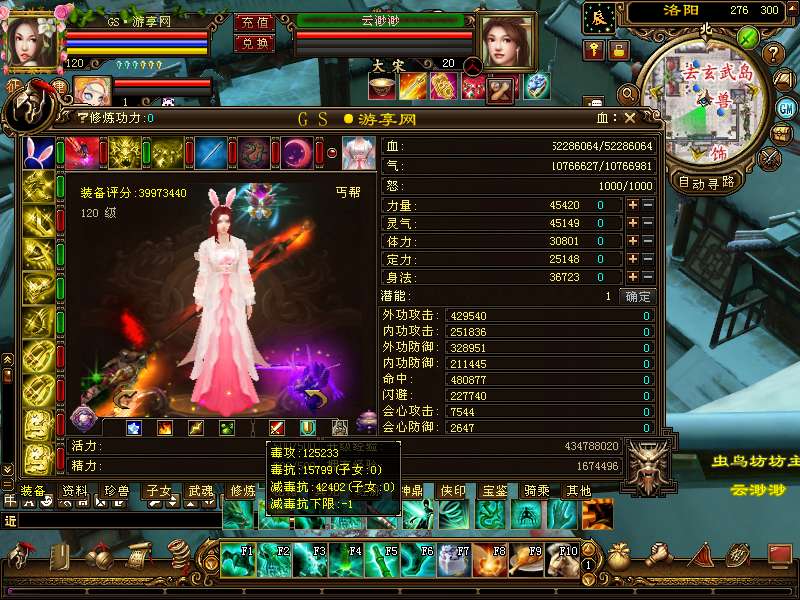 GS·游享网
充值
兑换
云渺渺
洛阳 276 300
辰
北
120
大宋
20
1
去玄武岛
兽
饰
GM
自动寻路
修炼功力:0
GS ●游享网
血:
装备评分:39973440
丐帮
120 级
血: 52286064/52286064
气: 10766627/10766981
怒: 1000/1000
力量: 45420 0
灵气: 45149 0
体力: 30801 0
定力: 25148 0
身法: 36723 0
潜能: 1 确定
外功攻击: 429540 0
内功攻击: 251836 0
外功防御: 328951 0
内功防御: 211445 0
命中: 480877 0
闪避: 227740 0
会心攻击: 7544 0
会心防御: 2647 0
活力: 434788020
精力: 1674496
毒攻:125233
毒抗:15799(子女:0)
减毒抗:42402(子女:0)
减毒抗下限:-1
装备 资料 珍兽 子女 武魂 修炼 神鼎 侠印 宝鉴 骑乘 其他
虫鸟坊坊主
云渺渺
近
F1 F2 F3 F4 F5 F6 F7 F8 F9 F10
1